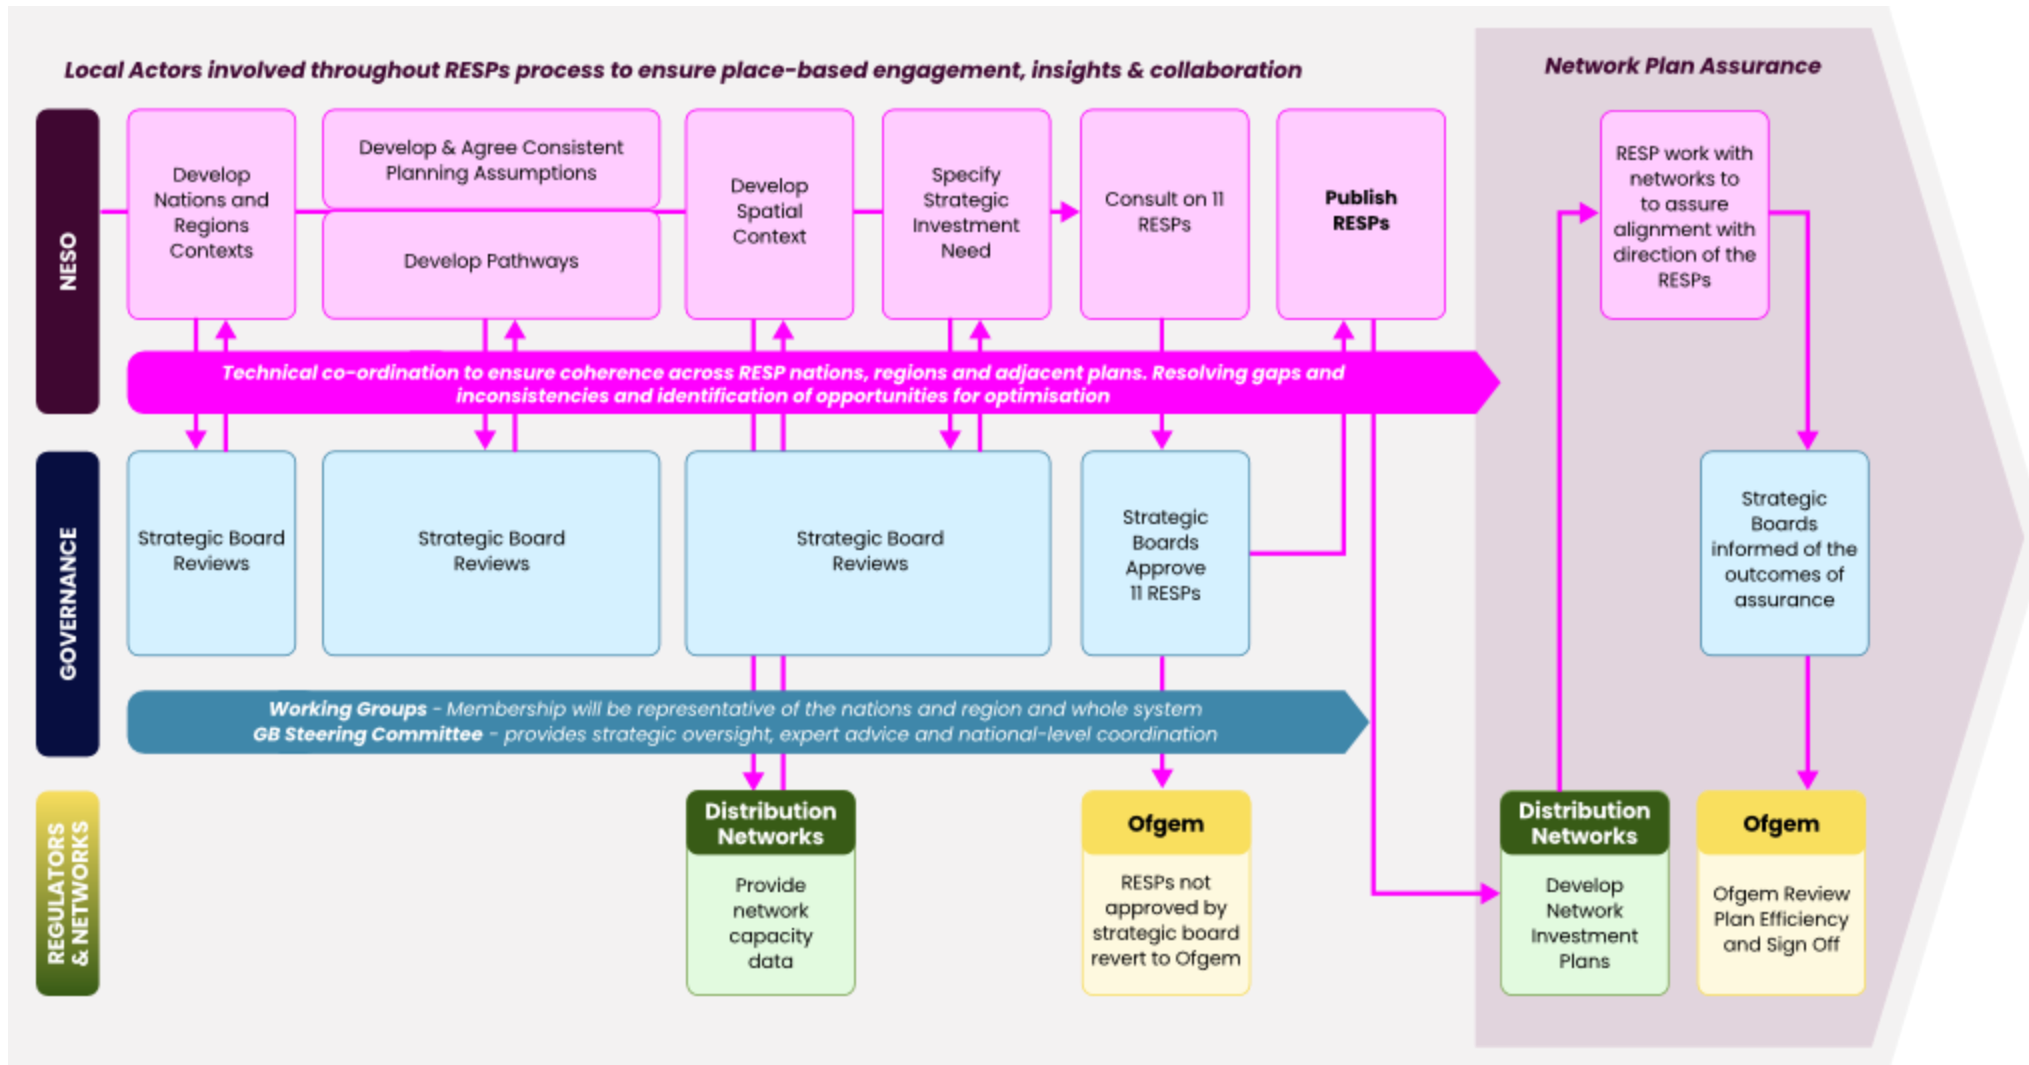 Local Actors involved throughout RESPs process to ensure place-based engagement, insights & collaboration
Network Plan Assurance
NESO
Develop
Nations and
Regions
Contexts
Develop & Agree Consistent
Planning Assumptions
Develop Pathways
Develop
Spatial
Context
Specify
Strategic
Investment
Need
Consult on 11
RESPs
Publish
RESPs
RESP work with
networks to
to assure
alignment with
direction of the
RESPs
Technical co-ordination to ensure coherence across RESP nations, regions and adjacent plans. Resolving gaps and
inconsistencies and identification of opportunities for optimisation
GOVERNANCE
Strategic Board
Reviews
Strategic Board
Reviews
Strategic Board
Reviews
Strategic
Boards
Approve
11 RESPs
Strategic
Boards
informed of the
outcomes of
assurance
Working Groups - Membership will be representative of the nations and region and whole system
GB Steering Committee - provides strategic oversight, expert advice and national-level coordination
REGULATORS
& NETWORKS
Distribution
Networks
Provide
network
capacity
data
Ofgem
RESPs not
approved by
strategic board
revert to Ofgem
Distribution
Networks
Develop
Network
Investment
Plans
Ofgem
Ofgem Review
Plan Efficiency
and Sign Off